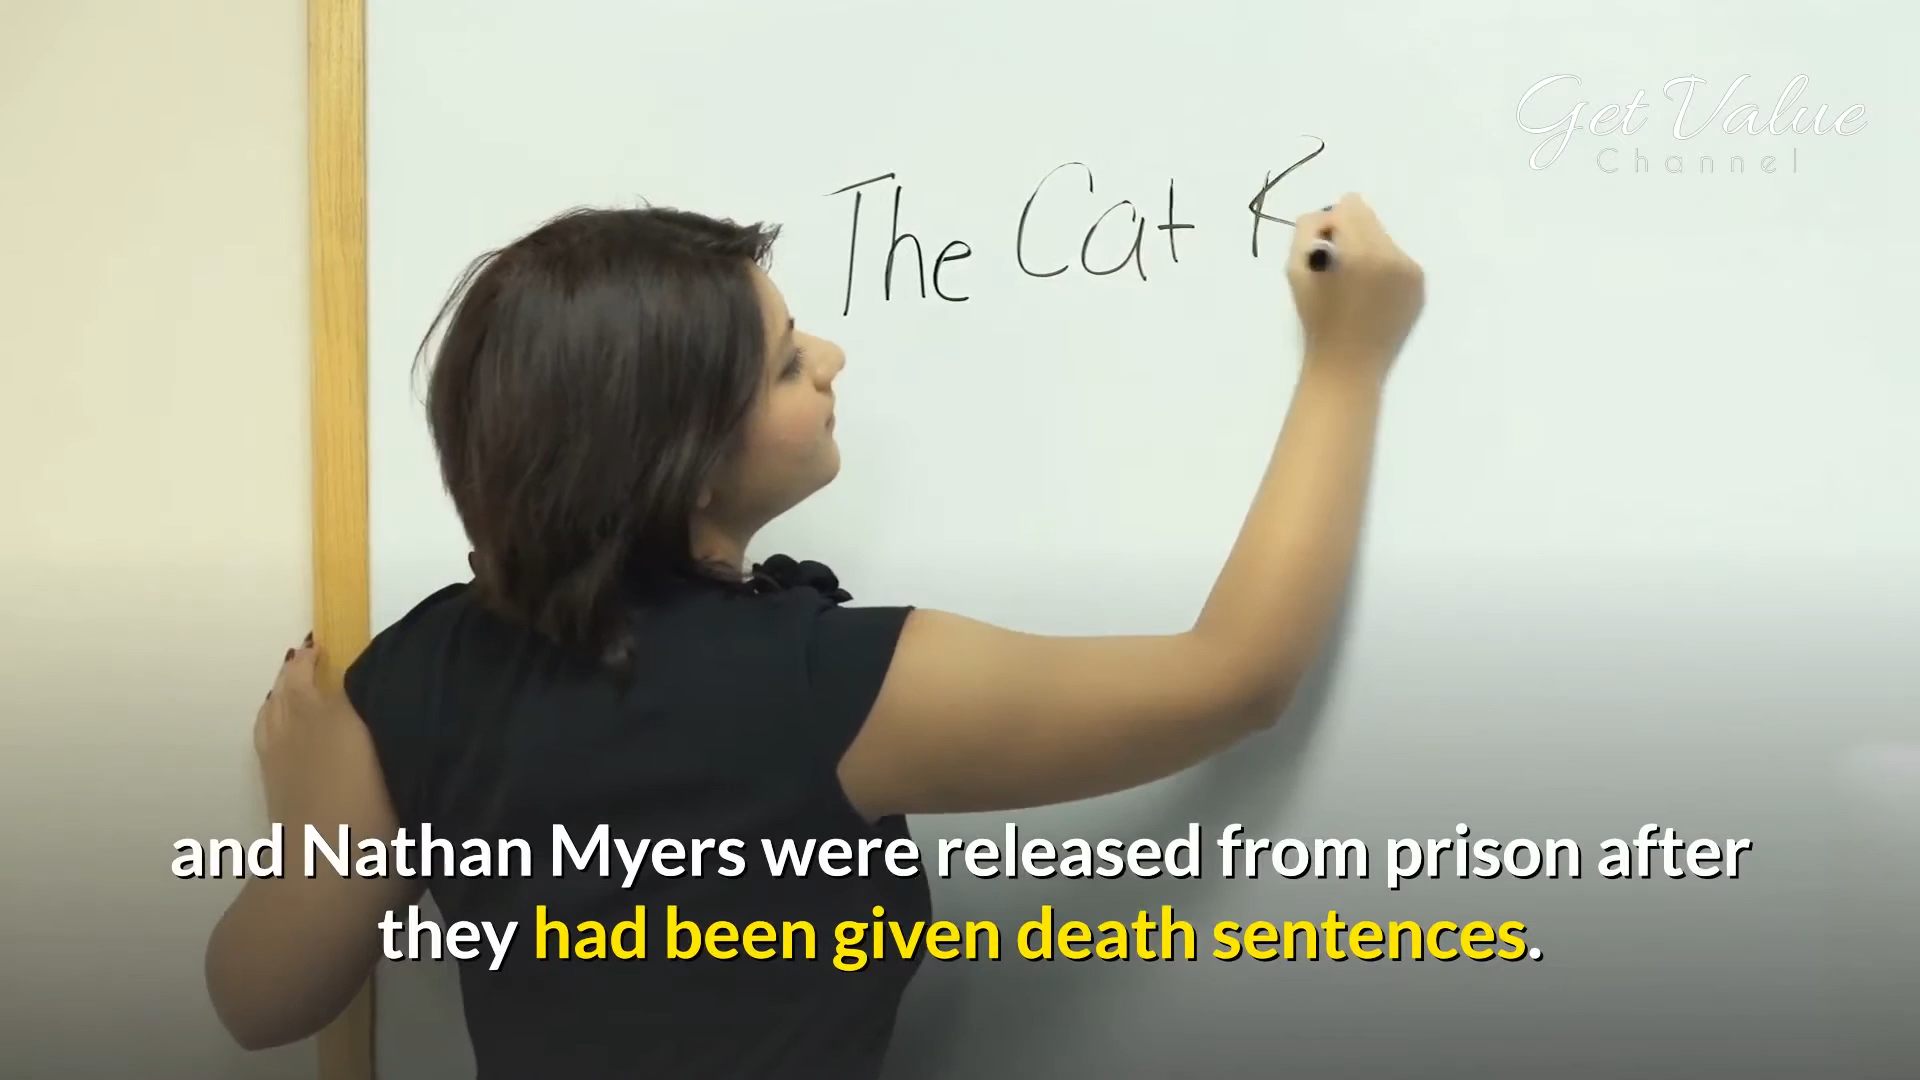 Get Value
Channel
The Cat R
and Nathan Myers were released from prison after
they had been given death sentences.